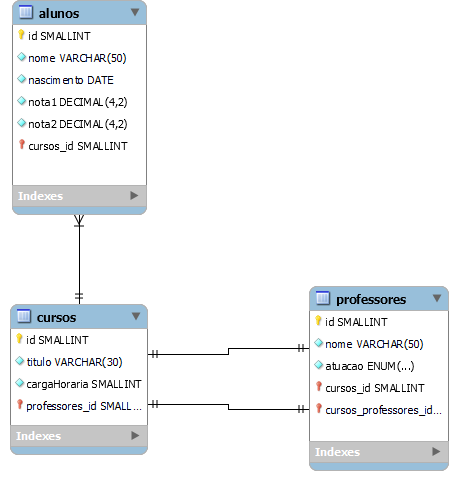 alunos
id SMALLINT
nome VARCHAR(50)
nascimento DATE
nota1 DECIMAL(4,2)
nota2 DECIMAL(4,2)
cursos_id SMALLINT
Indexes
cursos
id SMALLINT
titulo VARCHAR(30)
cargaHoraria SMALLINT
professores_id SMALL...
Indexes
professores
id SMALLINT
nome VARCHAR(50)
atuacao ENUM(...)
cursos_id SMALLINT
cursos_professores_id...
Indexes